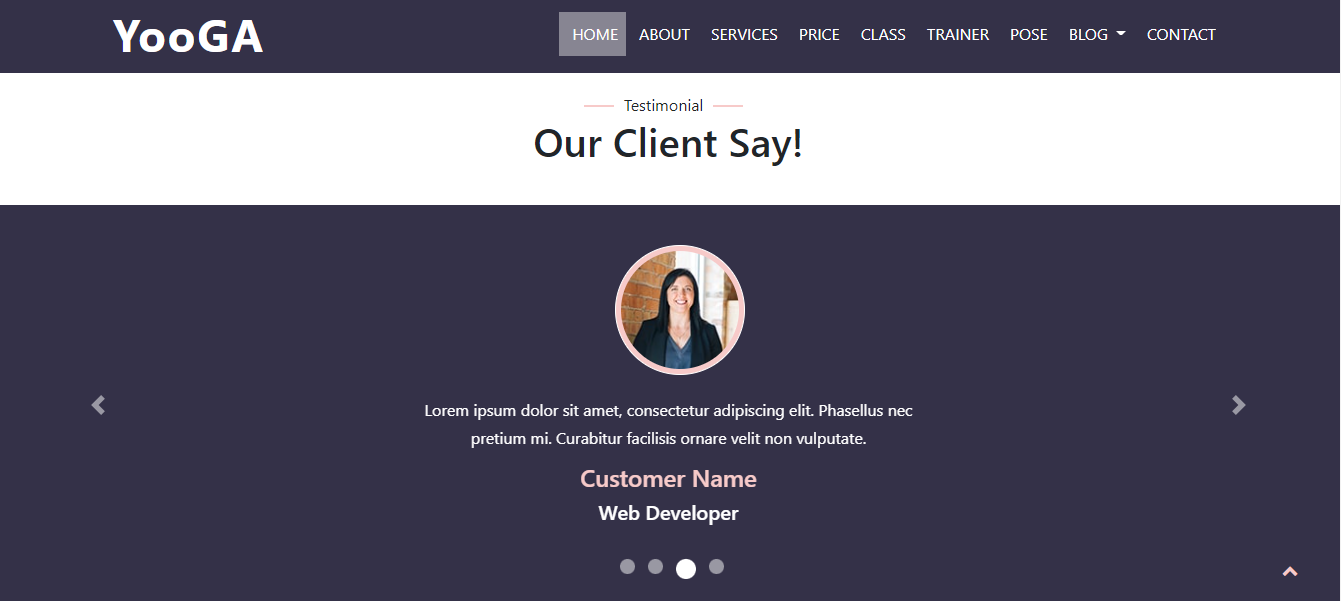 YooGA
HOME ABOUT SERVICES PRICE CLASS TRAINER POSE BLOG CONTACT
Testimonial
Our Client Say!
Lorem ipsum dolor sit amet, consectetur adipiscing elit. Phasellus nec
pretium mi. Curabitur facilisis ornare velit non vulputate.
Customer Name
Web Developer